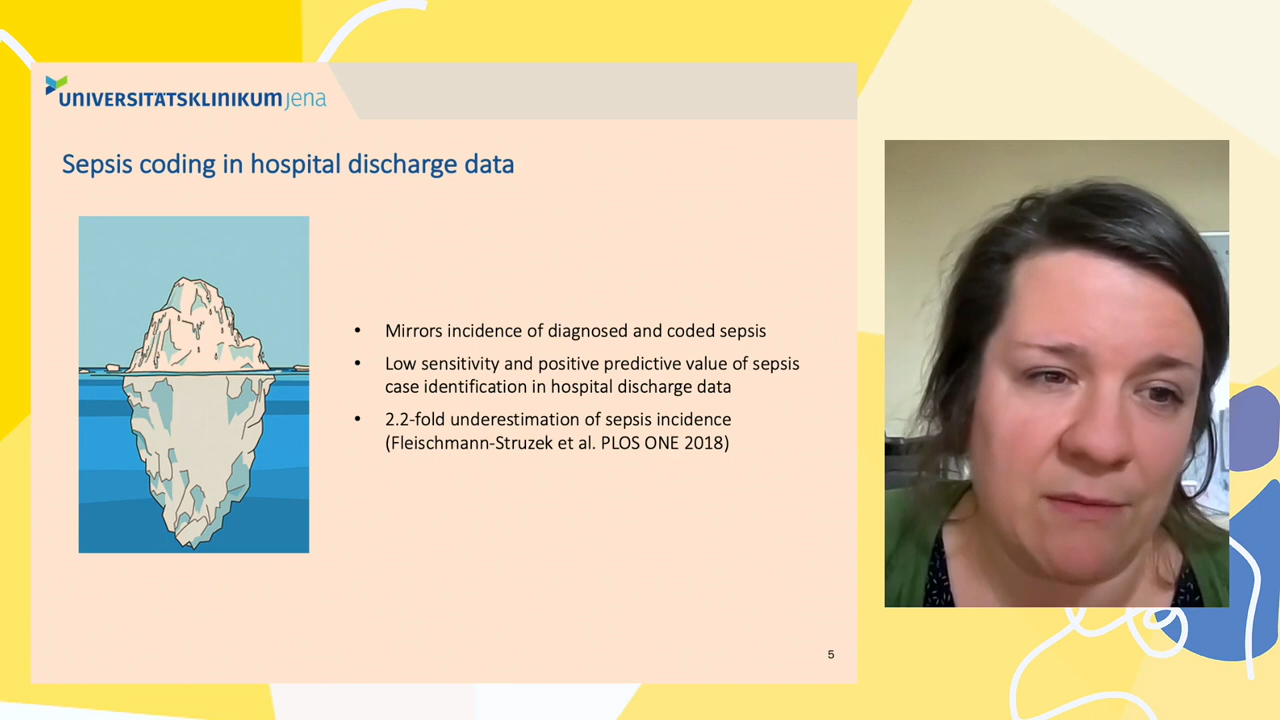 UNIVERSITÄTSKLINIKUM jena
Sepsis coding in hospital discharge data
• Mirrors incidence of diagnosed and coded sepsis
• Low sensitivity and positive predictive value of sepsis
case identification in hospital discharge data
• 2.2-fold underestimation of sepsis incidence
(Fleischmann-Struzek et al. PLOS ONE 2018)
5